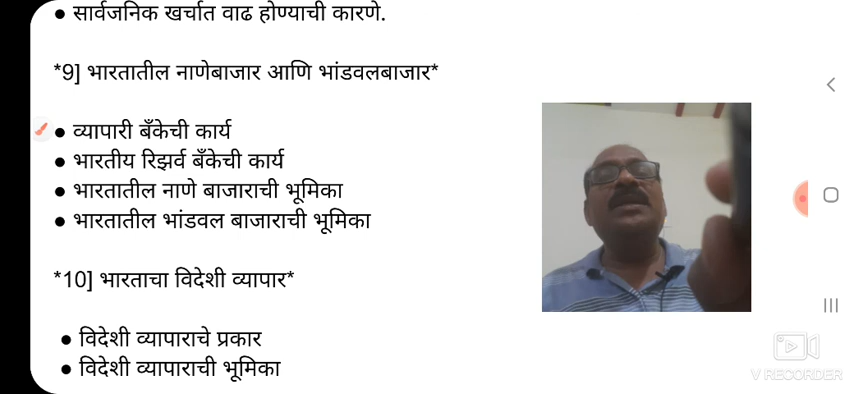 ● सार्वजनिक खर्चात वाढ होण्याची कारणे.
*9] भारतातील नाणेबाजार आणि भांडवलबाजार*
● व्यापारी बँकेची कार्य
● भारतीय रिझर्व बँकेची कार्य
● भारतातील नाणे बाजाराची भूमिका
● भारतातील भांडवल बाजाराची भूमिका
*10] भारताचा विदेशी व्यापार*
● विदेशी व्यापाराचे प्रकार
● विदेशी व्यापाराची भूमिका
V RECORDER